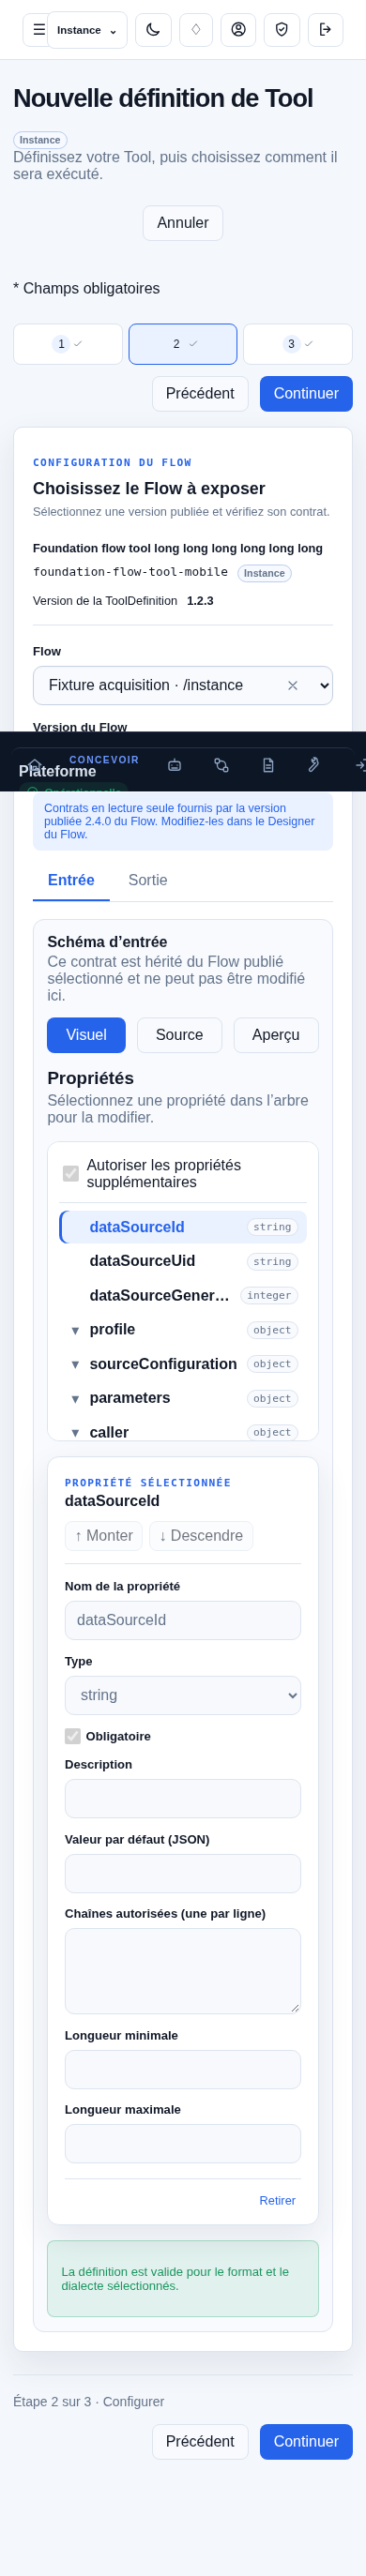 Instance
Nouvelle définition de Tool
Instance
Définissez votre Tool, puis choisissez comment il
sera exécuté.
Annuler
* Champs obligatoires
1
2
3
Précédent
Continuer
CONFIGURATION DU FLOW
Choisissez le Flow à exposer
Sélectionnez une version publiée et vérifiez son contrat.
Foundation flow tool long long long long long long
foundation-flow-tool-mobile Instance
Version de la ToolDefinition 1.2.3
Flow
Fixture acquisition · /instance
Version du Flow
CONCEVOIR
Plateforme
Opérationnelle
Contrats en lecture seule fournis par la version
publiée 2.4.0 du Flow. Modifiez-les dans le Designer
du Flow.
Entrée
Sortie
Schéma d’entrée
Ce contrat est hérité du Flow publié
sélectionné et ne peut pas être modifié
ici.
Visuel
Source
Aperçu
Propriétés
Sélectionnez une propriété dans l’arbre
pour la modifier.
Autoriser les propriétés
supplémentaires
dataSourceId string
dataSourceUid string
dataSourceGener… integer
▾ profile object
▾ sourceConfiguration object
▾ parameters object
▾ caller object
PROPRIÉTÉ SÉLECTIONNÉE
dataSourceId
↑ Monter
↓ Descendre
Nom de la propriété
dataSourceId
Type
string
Obligatoire
Description
Valeur par défaut (JSON)
Chaînes autorisées (une par ligne)
Longueur minimale
Longueur maximale
Retirer
La définition est valide pour le format et le
dialecte sélectionnés.
Étape 2 sur 3 · Configurer
Précédent
Continuer